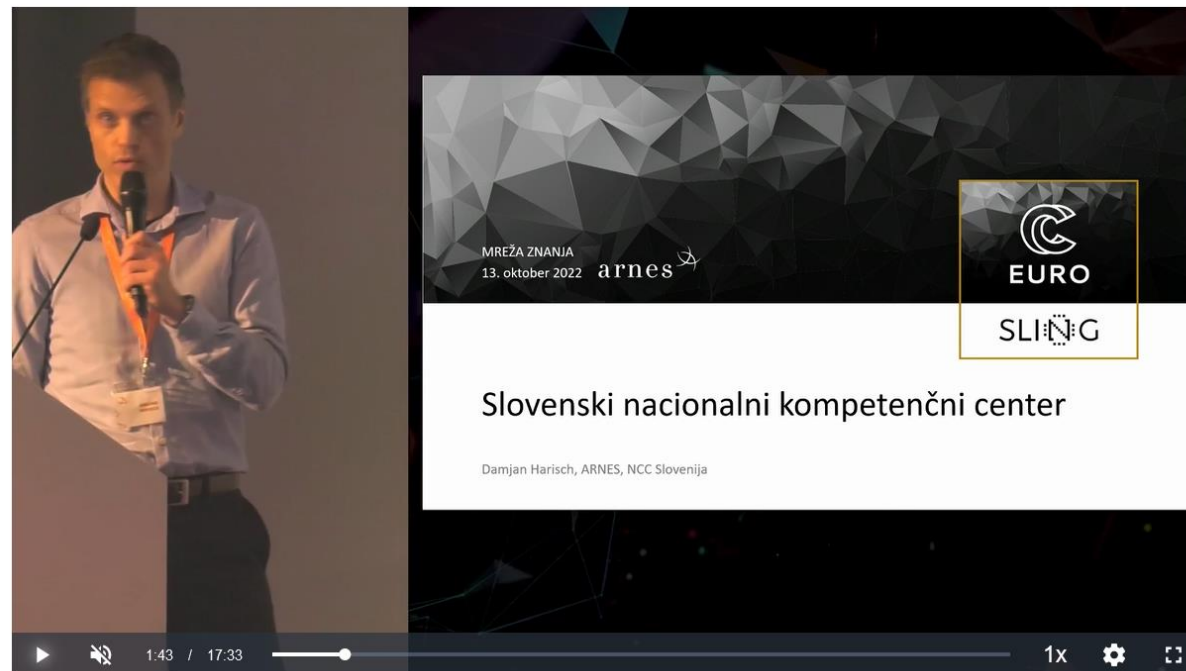 MREŽA ZNANJA
13. oktober 2022 arnes
EURO
SLING
Slovenski nacionalni kompetenčni center
Damjan Harisch, ARNES, NCC Slovenija
1:43 / 17:33
1x